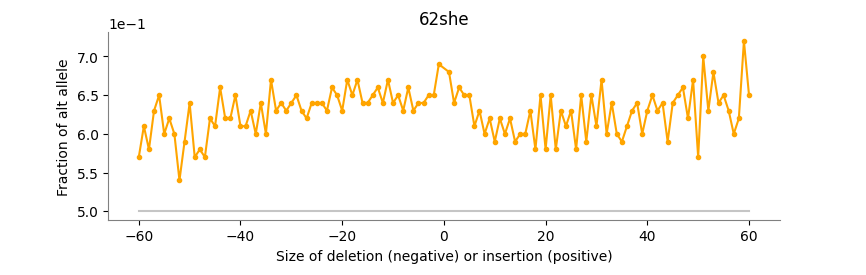 62she
1e−1
7.0
6.5
6.0
5.5
5.0
Fraction of alt allele
−60 −40 −20 0 20 40 60
Size of deletion (negative) or insertion (positive)